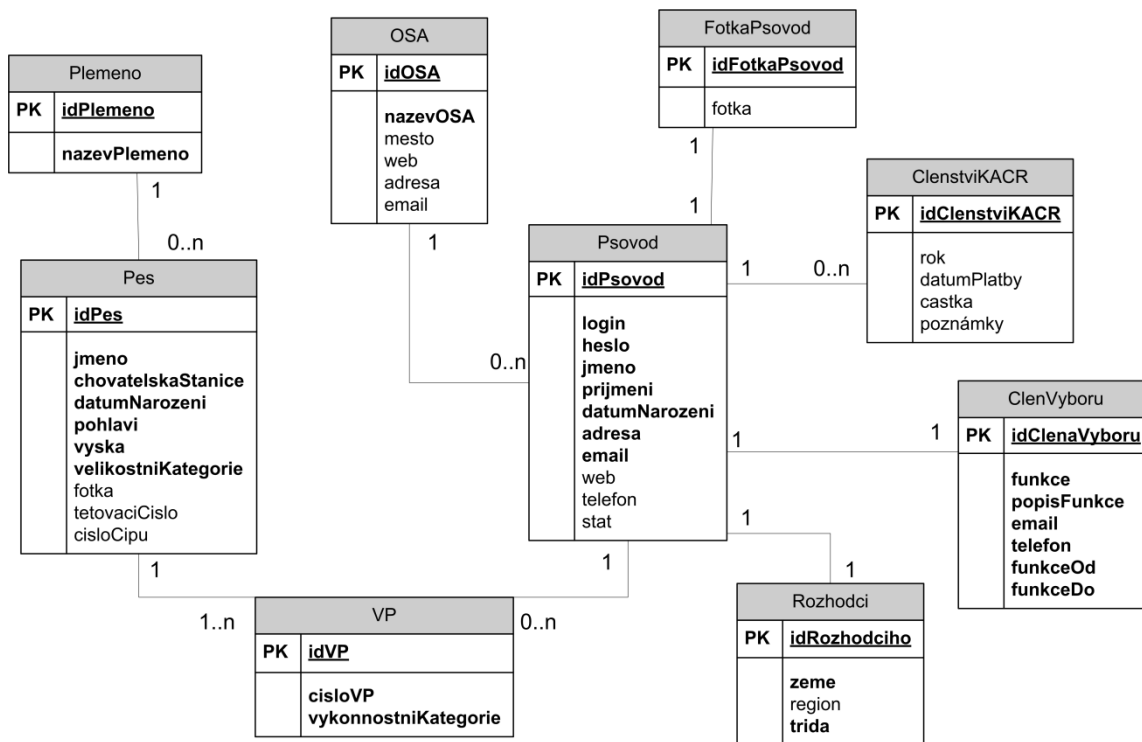 Plemeno
PK idPlemeno
nazevPlemeno
1
0..n
Pes
PK idPes
jmeno
chovatelskaStanice
datumNarozeni
pohlavi
vyska
velikostniKategorie
fotka
tetovaciCislo
cisloCipu
1
1..n
OSA
PK idOSA
nazevOSA
mesto
web
adresa
email
1
0..n
FotkaPsovod
PK idFotkaPsovod
fotka
1
1
Psovod
PK idPsovod
login
heslo
jmeno
prijmeni
datumNarozeni
adresa
email
web
telefon
stat
1
0..n
ClenstviKACR
PK idClenstviKACR
rok
datumPlatby
castka
poznámky
1
1
ClenVyboru
PK idClenaVyboru
funkce
popisFunkce
email
telefon
funkceOd
funkceDo
1
1
Rozhodci
PK idRozhodciho
zeme
region
trida
1
0..n
VP
PK idVP
cisloVP
vykonnostniKategorie